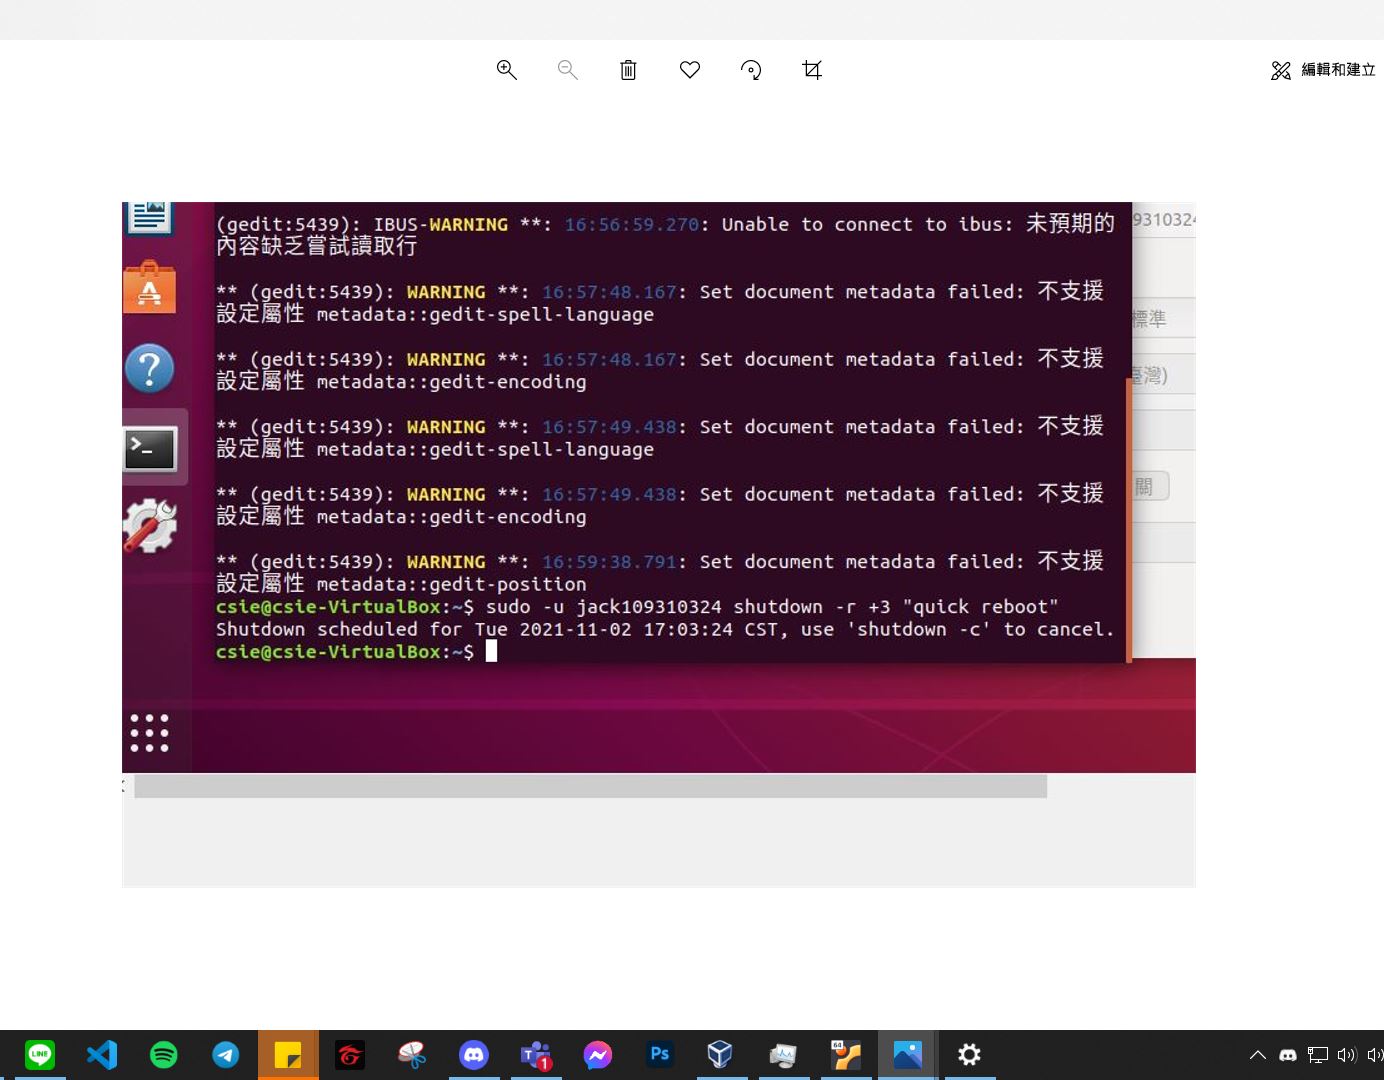 編輯和建立
(gedit:5439): IBUS-WARNING **: 16:56:59.270: Unable to connect to ibus: 未預期的
內容缺乏嘗試讀取行
** (gedit:5439): WARNING **: 16:57:48.167: Set document metadata failed: 不支援
設定屬性 metadata::gedit-spell-language
** (gedit:5439): WARNING **: 16:57:48.167: Set document metadata failed: 不支援
設定屬性 metadata::gedit-encoding
** (gedit:5439): WARNING **: 16:57:49.438: Set document metadata failed: 不支援
設定屬性 metadata::gedit-spell-language
** (gedit:5439): WARNING **: 16:57:49.438: Set document metadata failed: 不支援
設定屬性 metadata::gedit-encoding
** (gedit:5439): WARNING **: 16:59:38.791: Set document metadata failed: 不支援
設定屬性 metadata::gedit-position
csie@csie-VirtualBox:~$ sudo -u jack109310324 shutdown -r +3 "quick reboot"
Shutdown scheduled for Tue 2021-11-02 17:03:24 CST, use 'shutdown -c' to cancel.
csie@csie-VirtualBox:~$
9310324
標準
臺灣)
關
LINE
T
1
Ps
64